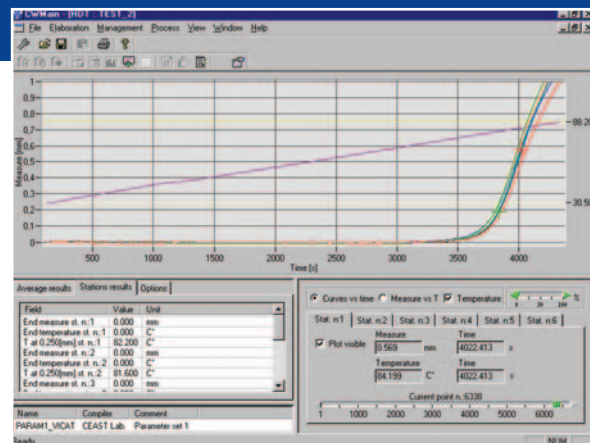 CWMain - [HDT : TEST_2]
File Elaboration Management Process View Window Help
1
0,9
0,8
0,7
0,6
0,5
0,4
0,3
0,2
0,1
0
Measure [mm]
88.20
30.50
500 1000 1500 2000 2500 3000 3500 4000
Time [s]
Average results Stations results Options
Field Value Unit
End measure st. n.:1 0.000 mm
End temperature st. n.:1 0.000 C°
T at 0.250[mm] st. n.:1 82.200 C°
End measure st. n.:2 0.000 mm
End temperature st. n.:2 0.000 C°
T at 0.250[mm] st. n.:2 81.600 C°
End measure st. n.:3 0.000 mm
Name Compiler Comment
PARAM1_VICAT CEAST Lab. Parameter set 1
Curves vs time Measure vs T Temperature %
Stat. n:1 Stat. n:2 Stat. n:3 Stat. n:4 Stat. n:5 Stat. n:6
Measure Time
Plot visible 0.569 mm 4022.413 s
Temperature Time
84.199 C° 4022.413 s
Current point n.:6338
1 1000 2000 3000 4000 5000 6000
Ready NUM